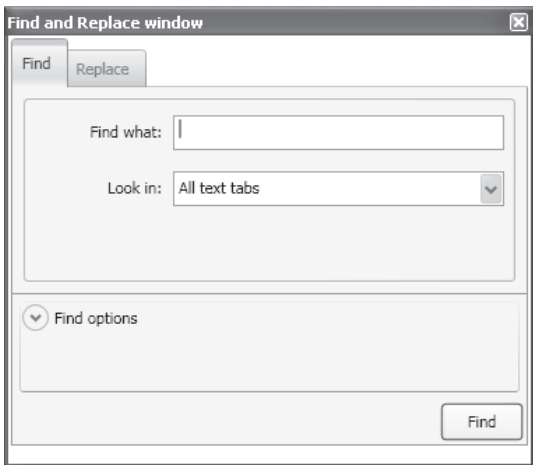 Find and Replace window
Find
Replace
Find what:
Look in: All text tabs
Find options
Find